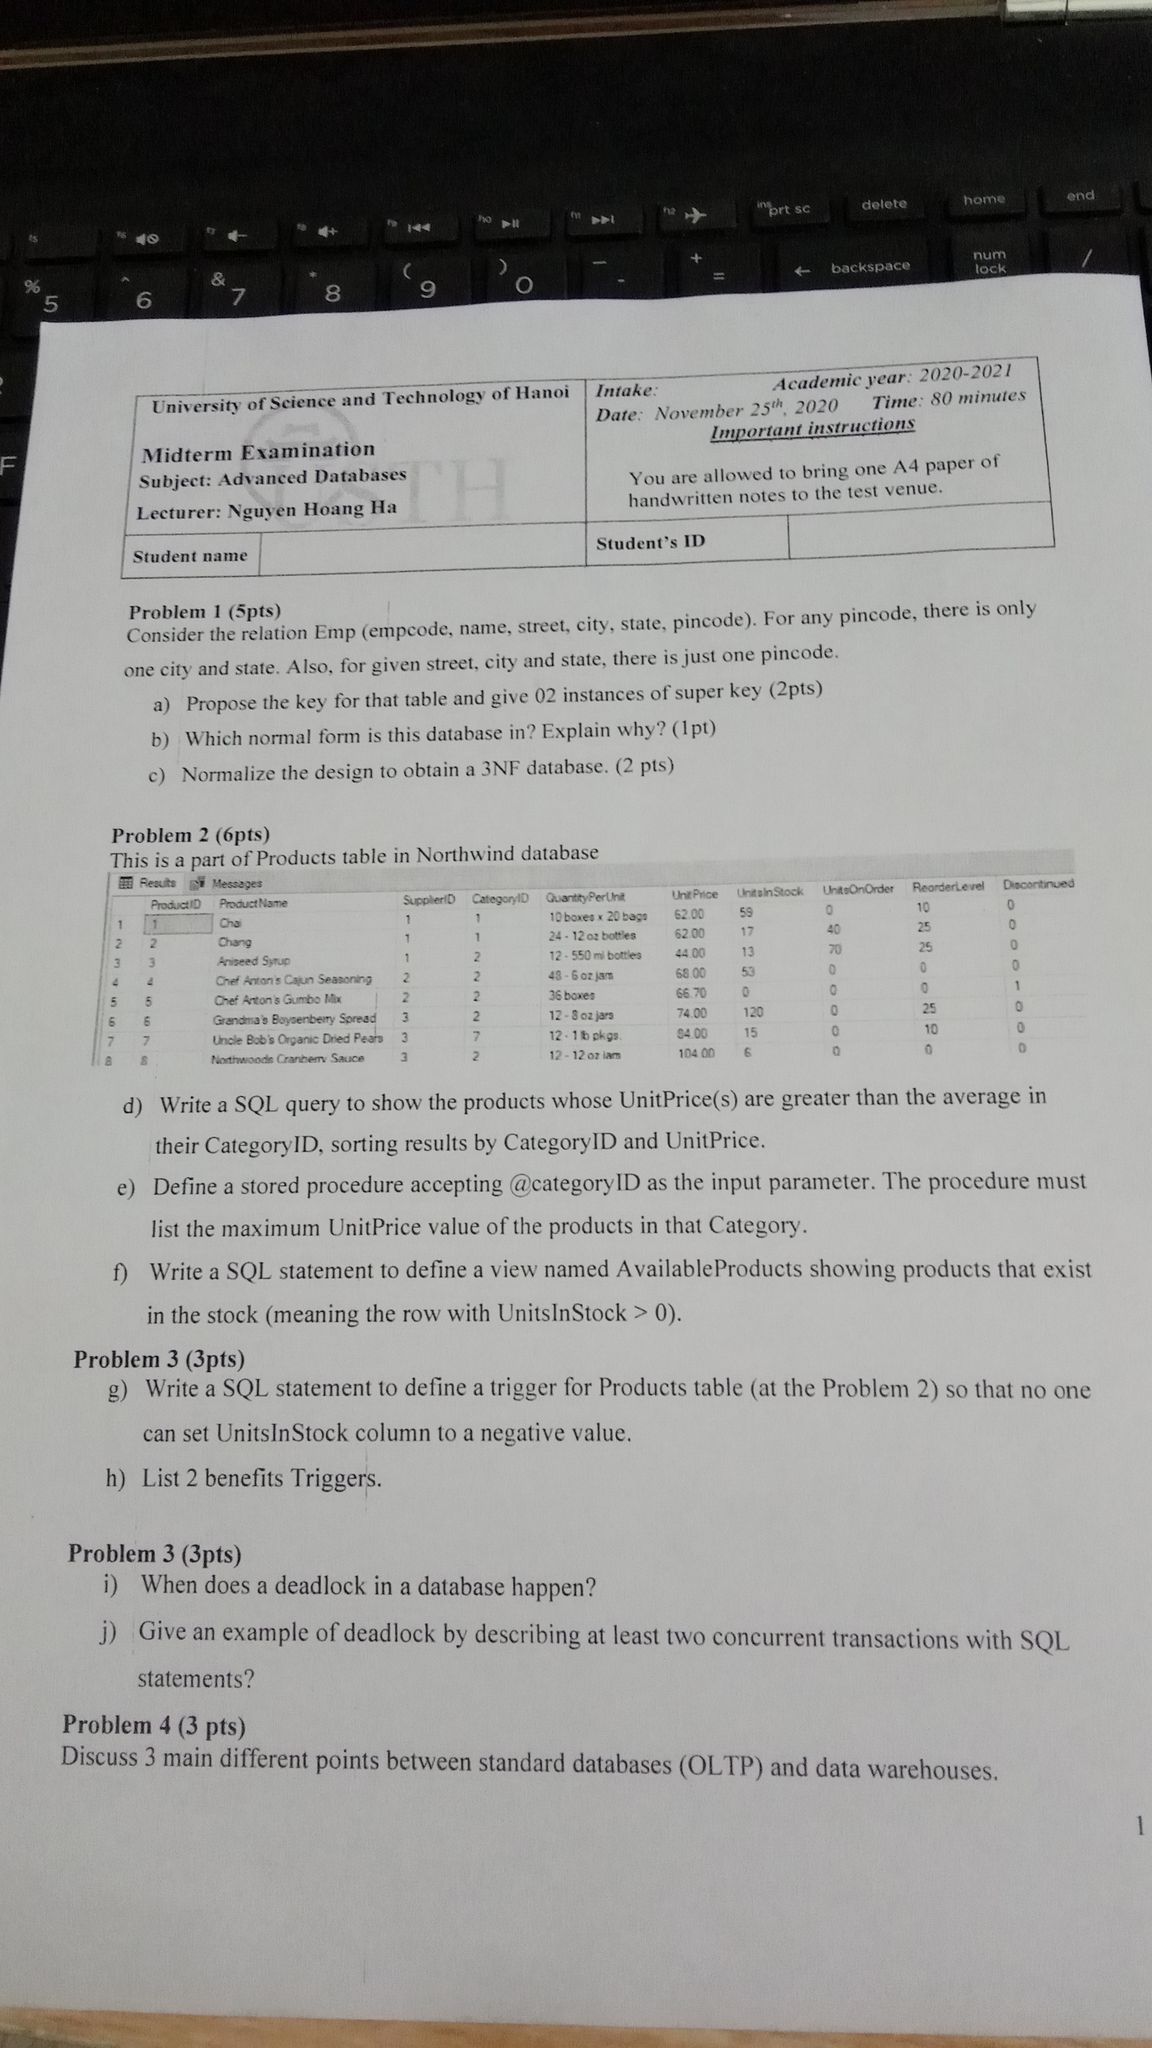 f5 f6 f7 f8 f9 f10 f11 f12 ins prt sc delete home end
% 5 ^ 6 & 7 * 8 ( 9 ) 0 — - + = ← backspace num lock /
F
University of Science and Technology of Hanoi
Midterm Examination
Subject: Advanced Databases
Lecturer: Nguyen Hoang Ha
Intake: Academic year: 2020-2021
Date: November 25th, 2020 Time: 80 minutes
Important instructions
You are allowed to bring one A4 paper of
handwritten notes to the test venue.
Student name
Student's ID
Problem 1 (5pts)
Consider the relation Emp (empcode, name, street, city, state, pincode). For any pincode, there is only
one city and state. Also, for given street, city and state, there is just one pincode.
a) Propose the key for that table and give 02 instances of super key (2pts)
b) Which normal form is this database in? Explain why? (1pt)
c) Normalize the design to obtain a 3NF database. (2 pts)
Problem 2 (6pts)
This is a part of Products table in Northwind database
Results Messages
ProductID ProductName SupplierID CategoryID QuantityPerUnit UnitPrice UnitsInStock UnitsOnOrder ReorderLevel Discontinued
1 1 Chai 1 1 10 boxes x 20 bags 62.00 59 0 10 0
2 2 Chang 1 1 24 - 12 oz bottles 62.00 17 40 25 0
3 3 Aniseed Syrup 1 2 12 - 550 ml bottles 44.00 13 70 25 0
4 4 Chef Anton's Cajun Seasoning 2 2 48 - 6 oz jam 68.00 53 0 0 0
5 5 Chef Anton's Gumbo Mix 2 2 36 boxes 66.70 0 0 0 1
6 6 Grandma's Boysenberry Spread 3 2 12 - 8 oz jars 74.00 120 0 25 0
7 7 Uncle Bob's Organic Dried Pears 3 7 12 - 1 lb pkgs. 84.00 15 0 10 0
8 8 Northwoods Cranberry Sauce 3 2 12 - 12 oz jam 104.00 6 0 0 0
d) Write a SQL query to show the products whose UnitPrice(s) are greater than the average in
their CategoryID, sorting results by CategoryID and UnitPrice.
e) Define a stored procedure accepting @categoryID as the input parameter. The procedure must
list the maximum UnitPrice value of the products in that Category.
f) Write a SQL statement to define a view named AvailableProducts showing products that exist
in the stock (meaning the row with UnitsInStock > 0).
Problem 3 (3pts)
g) Write a SQL statement to define a trigger for Products table (at the Problem 2) so that no one
can set UnitsInStock column to a negative value.
h) List 2 benefits Triggers.
Problem 3 (3pts)
i) When does a deadlock in a database happen?
j) Give an example of deadlock by describing at least two concurrent transactions with SQL
statements?
Problem 4 (3 pts)
Discuss 3 main different points between standard databases (OLTP) and data warehouses.
1